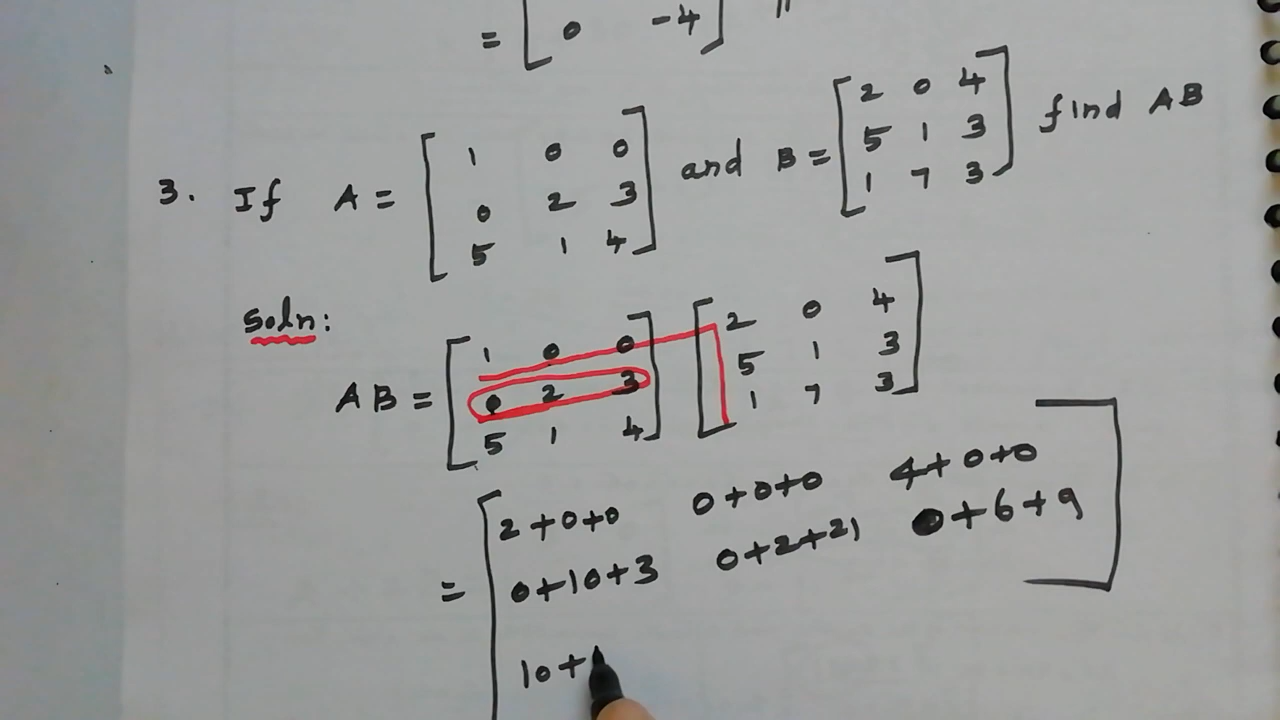 = [ 0 -4 ] "
3. If A = [ 1 0 0 and B = [ 2 0 4 find AB
0 2 3 5 1 3
5 1 4 ] 1 7 3 ]
Soln:
AB = [ 1 0 0 [ 2 0 4
0 2 3 5 1 3
5 1 4 ] 1 7 3 ]
= [ 2+0+0 0+0+0 4+0+0
0+10+3 0+2+21 0+6+9 ]
10+